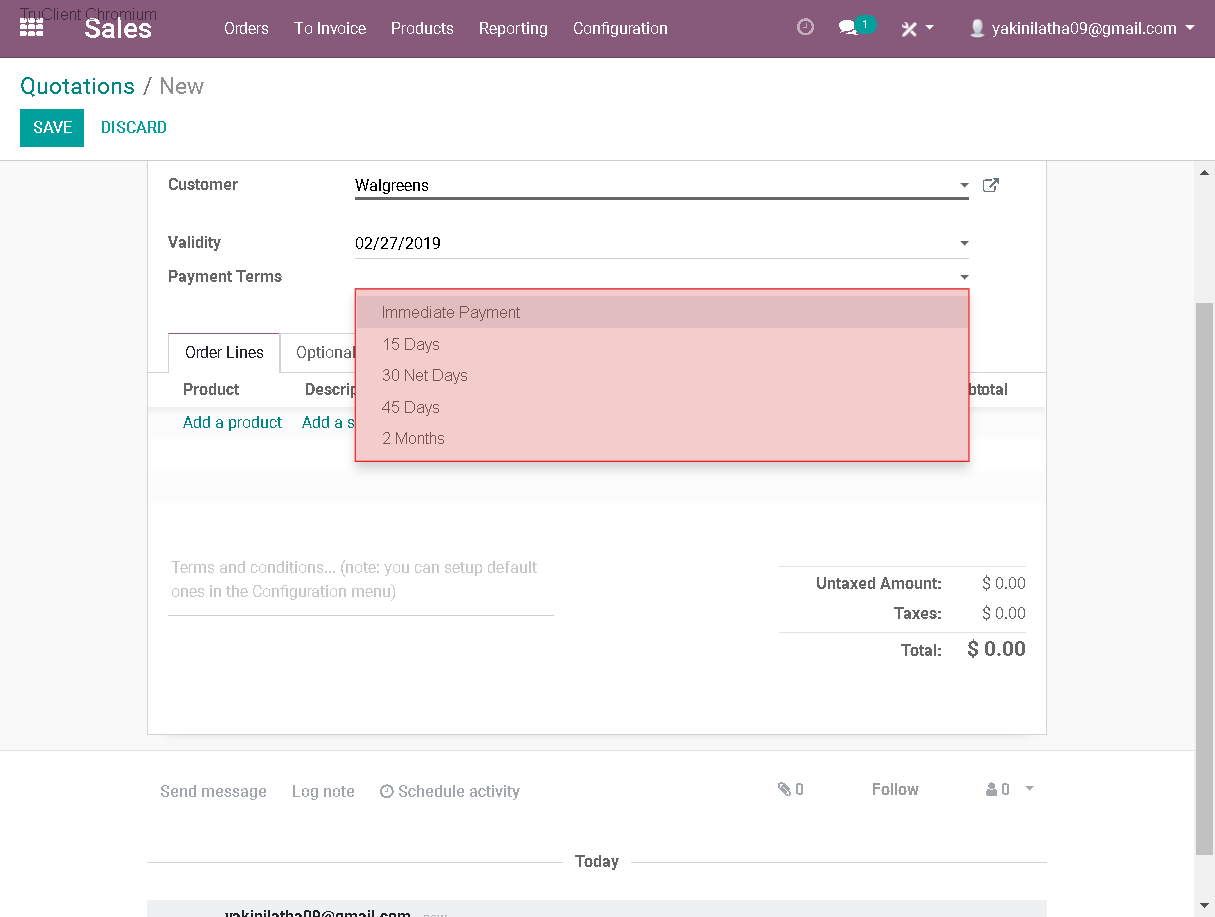 TruClient Chromium
Sales Orders To Invoice Products Reporting Configuration 1 yakinilatha09@gmail.com
Quotations / New
SAVE DISCARD
Customer Walgreens
Validity 02/27/2019
Payment Terms
Immediate Payment
15 Days
30 Net Days
45 Days
2 Months
Order Lines Optional
Product Descrip btotal
Add a product Add a s
Terms and conditions... (note: you can setup default
ones in the Configuration menu)
Untaxed Amount: $ 0.00
Taxes: $ 0.00
Total: $ 0.00
Send message Log note Schedule activity 0 Follow 0
Today
yakinilatha09@gmail.com - now